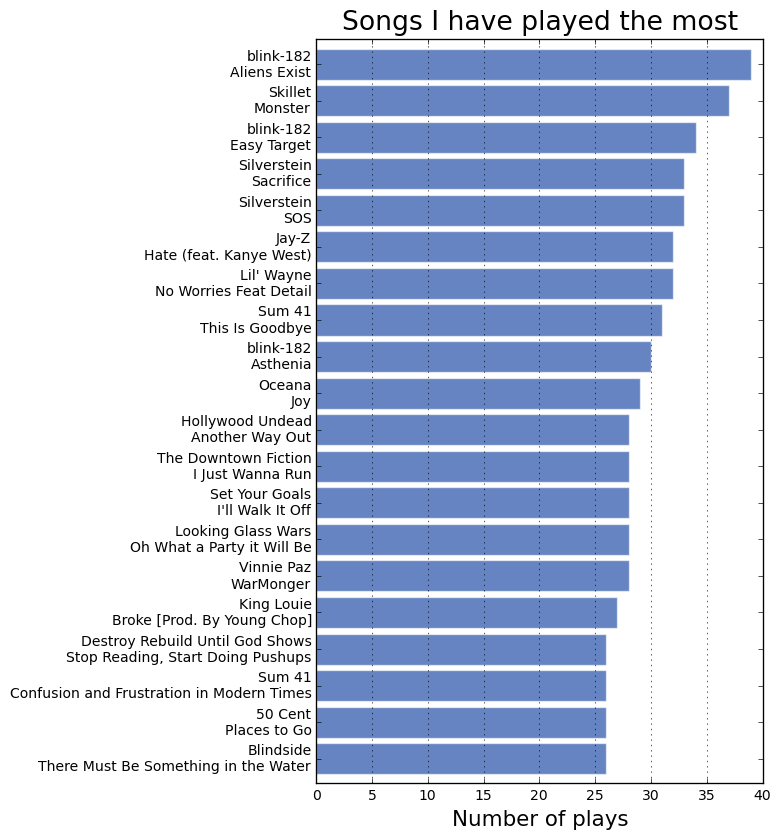 Songs I have played the most
blink-182
Aliens Exist
Skillet
Monster
blink-182
Easy Target
Silverstein
Sacrifice
Silverstein
SOS
Jay-Z
Hate (feat. Kanye West)
Lil' Wayne
No Worries Feat Detail
Sum 41
This Is Goodbye
blink-182
Asthenia
Oceana
Joy
Hollywood Undead
Another Way Out
The Downtown Fiction
I Just Wanna Run
Set Your Goals
I'll Walk It Off
Looking Glass Wars
Oh What a Party it Will Be
Vinnie Paz
WarMonger
King Louie
Broke [Prod. By Young Chop]
Destroy Rebuild Until God Shows
Stop Reading, Start Doing Pushups
Sum 41
Confusion and Frustration in Modern Times
50 Cent
Places to Go
Blindside
There Must Be Something in the Water
0 5 10 15 20 25 30 35 40
Number of plays